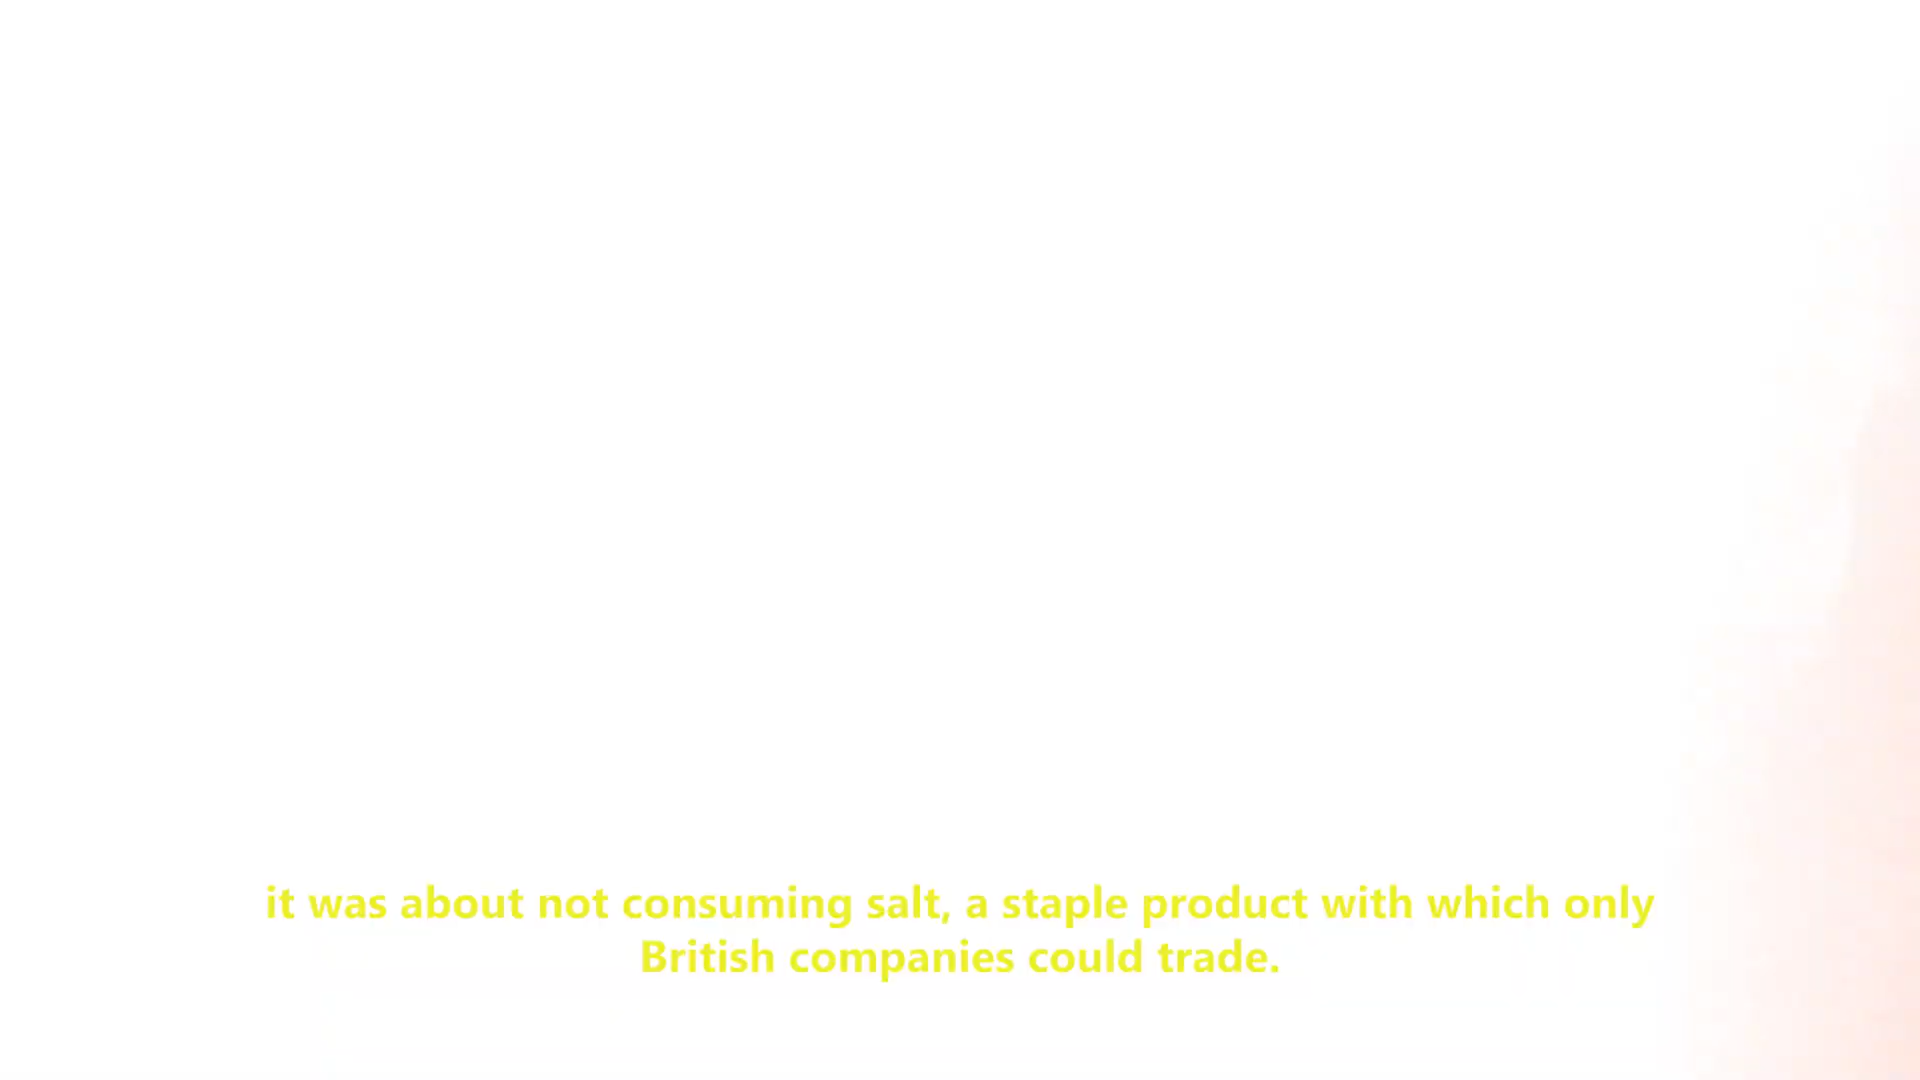 it was about not consuming salt, a staple product with which only
British companies could trade.